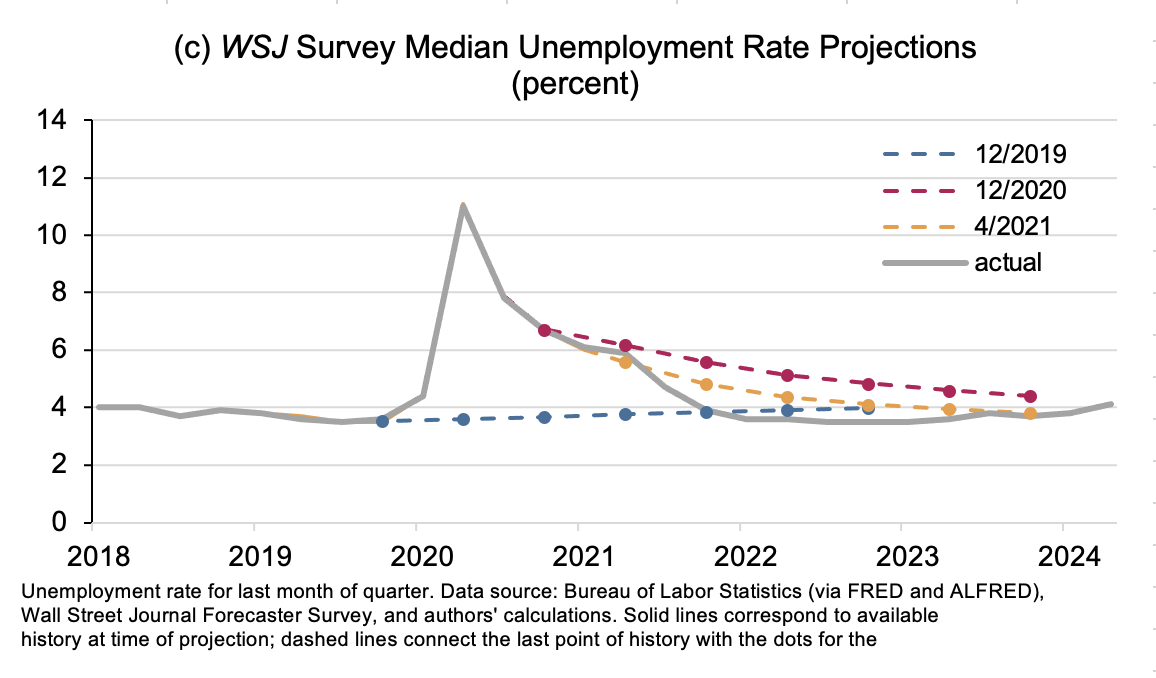 (c) WSJ Survey Median Unemployment Rate Projections
(percent)
14
12
10
8
6
4
2
0
12/2019
12/2020
4/2021
actual
2018 2019 2020 2021 2022 2023 2024
Unemployment rate for last month of quarter. Data source: Bureau of Labor Statistics (via FRED and ALFRED),
Wall Street Journal Forecaster Survey, and authors' calculations. Solid lines correspond to available
history at time of projection; dashed lines connect the last point of history with the dots for the